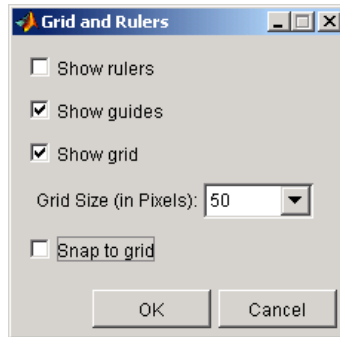 Grid and Rulers
Show rulers
Show guides
Show grid
Grid Size (in Pixels): 50
Snap to grid
OK Cancel